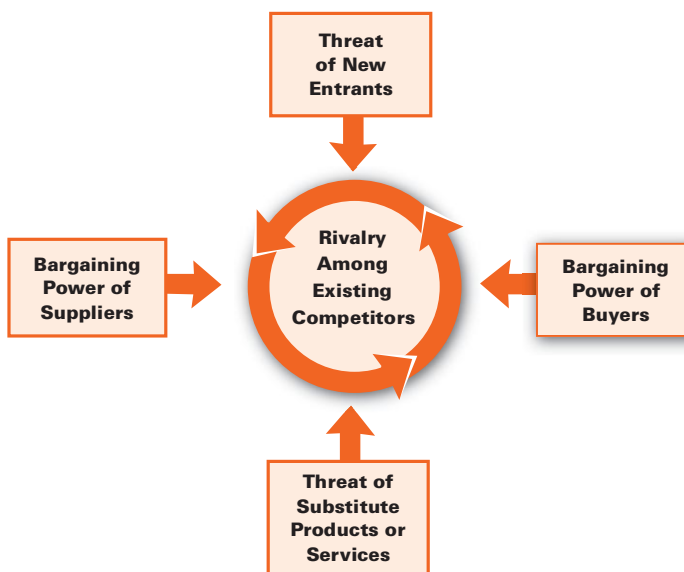 Threat
of New
Entrants
Rivalry
Among
Existing
Competitors
Bargaining
Power of
Suppliers
Bargaining
Power of
Buyers
Threat of
Substitute
Products or
Services